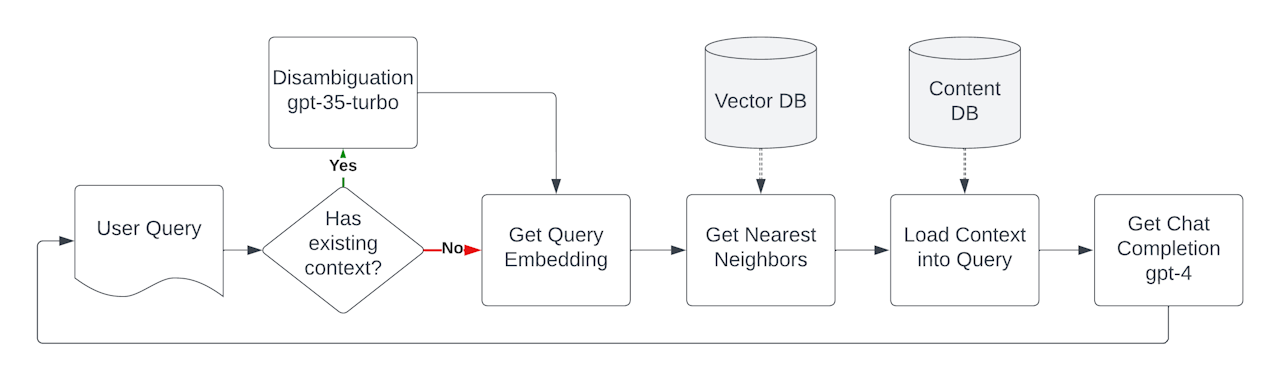 Disambiguation
gpt-35-turbo
Vector DB
Content
DB
Yes
User Query
Has
existing
context?
No
Get Query
Embedding
Get Nearest
Neighbors
Load Context
into Query
Get Chat
Completion
gpt-4